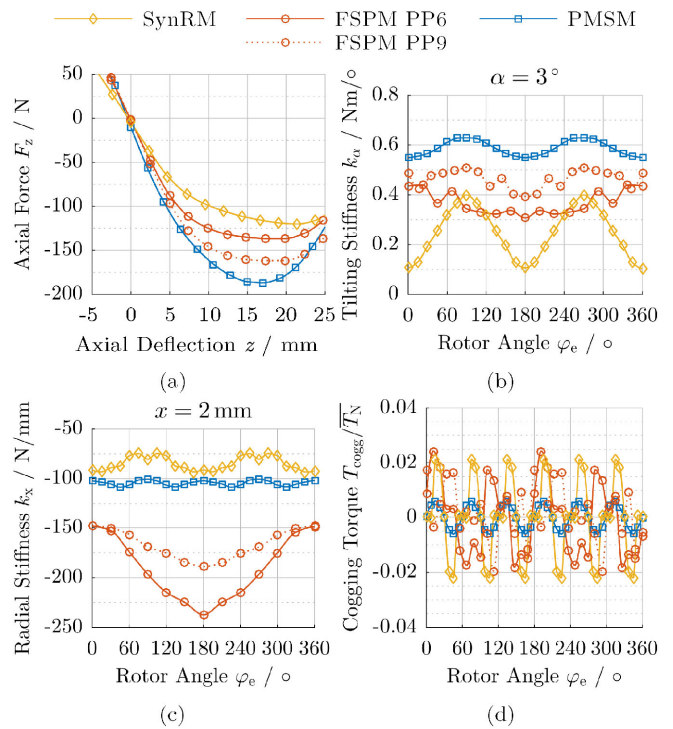 SynRM
FSPM PP6
PMSM
FSPM PP9
50
0
-50
-100
-150
-200
-5
0
5
10
15
20
25
Axial Force F_z / N
Axial Deflection z / mm
(a)
α = 3°
0.8
0.6
0.4
0.2
0
0
60
120
180
240
300
360
Tilting Stiffness k_α / Nm/°
Rotor Angle φ_e / °
(b)
x = 2 mm
-50
-100
-150
-200
-250
0
60
120
180
240
300
360
Radial Stiffness k_x / N/mm
Rotor Angle φ_e / °
(c)
0.04
0.02
0
-0.02
-0.04
0
60
120
180
240
300
360
Cogging Torque T_cogg/T̅_N
Rotor Angle φ_e / °
(d)